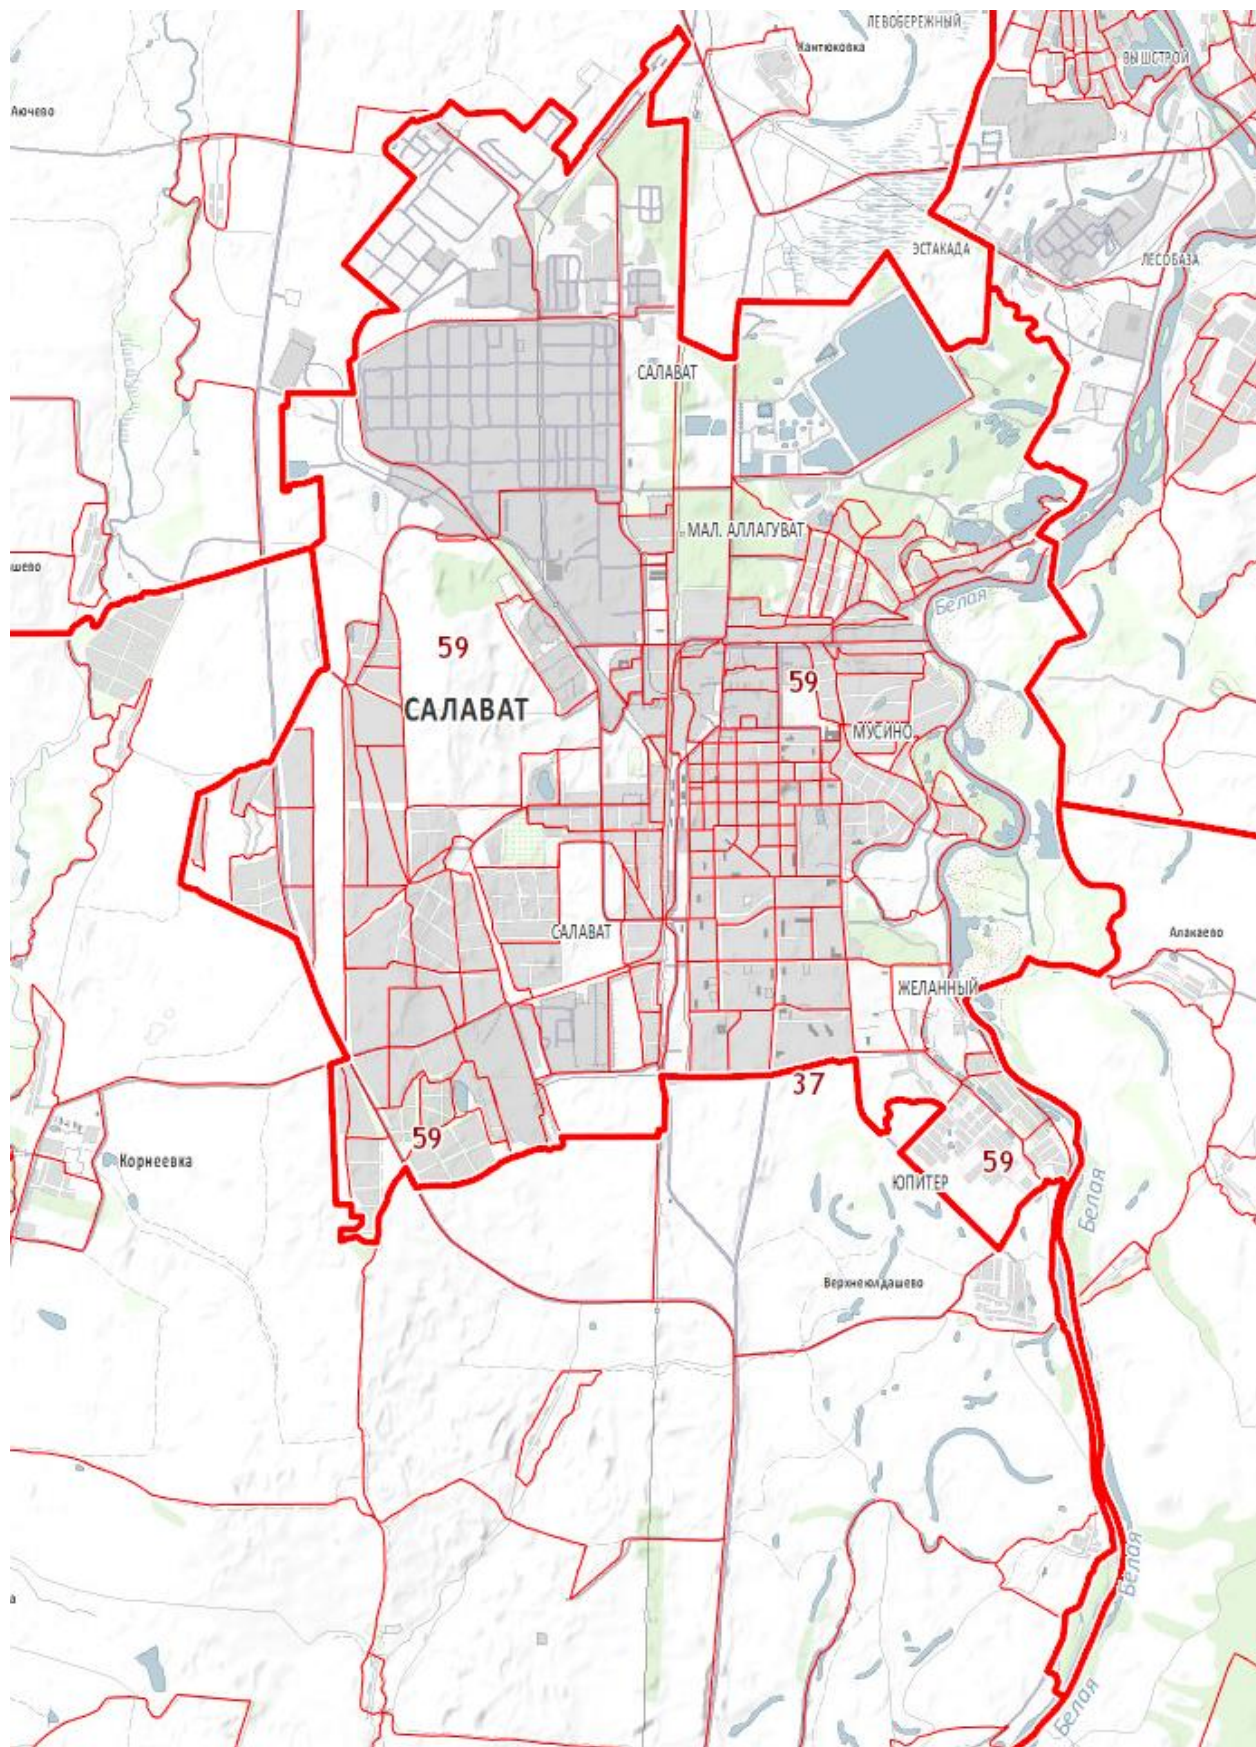 ЛЕВОБЕРЕЖНЫЙ
Кантюковка
ВЫШСТРОЙ
Аючево
ЭСТАКАДА
ЛЕСОБАЗА
САЛАВАТ
МАЛ. АЛЛАГУВАТ
шево
Белая
59
59
САЛАВАТ
МУСИНО
САЛАВАТ
Алакаево
ЖЕЛАННЫЙ
37
59
Корнеевка
59
ЮПИТЕР
Белая
Верхнеюлдашево
Белая
а
Белая